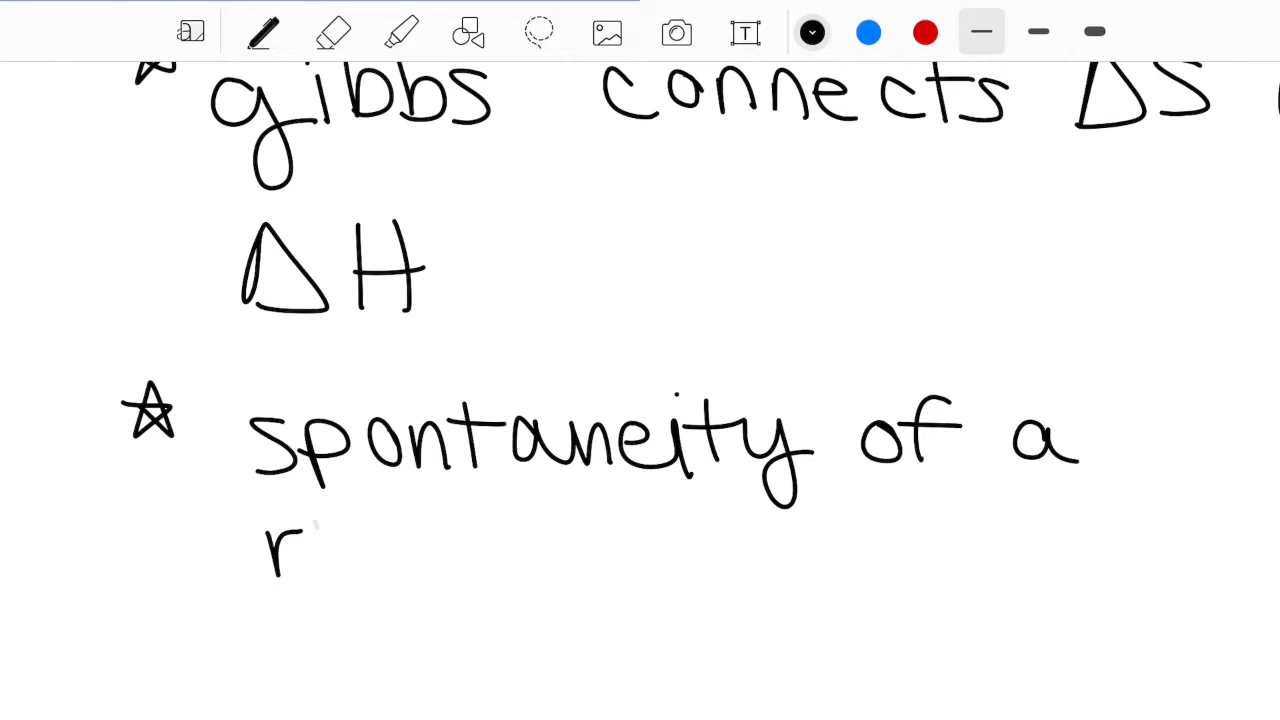 ☆ gibbs connects ΔS
ΔH
☆ spontaneity of a
r